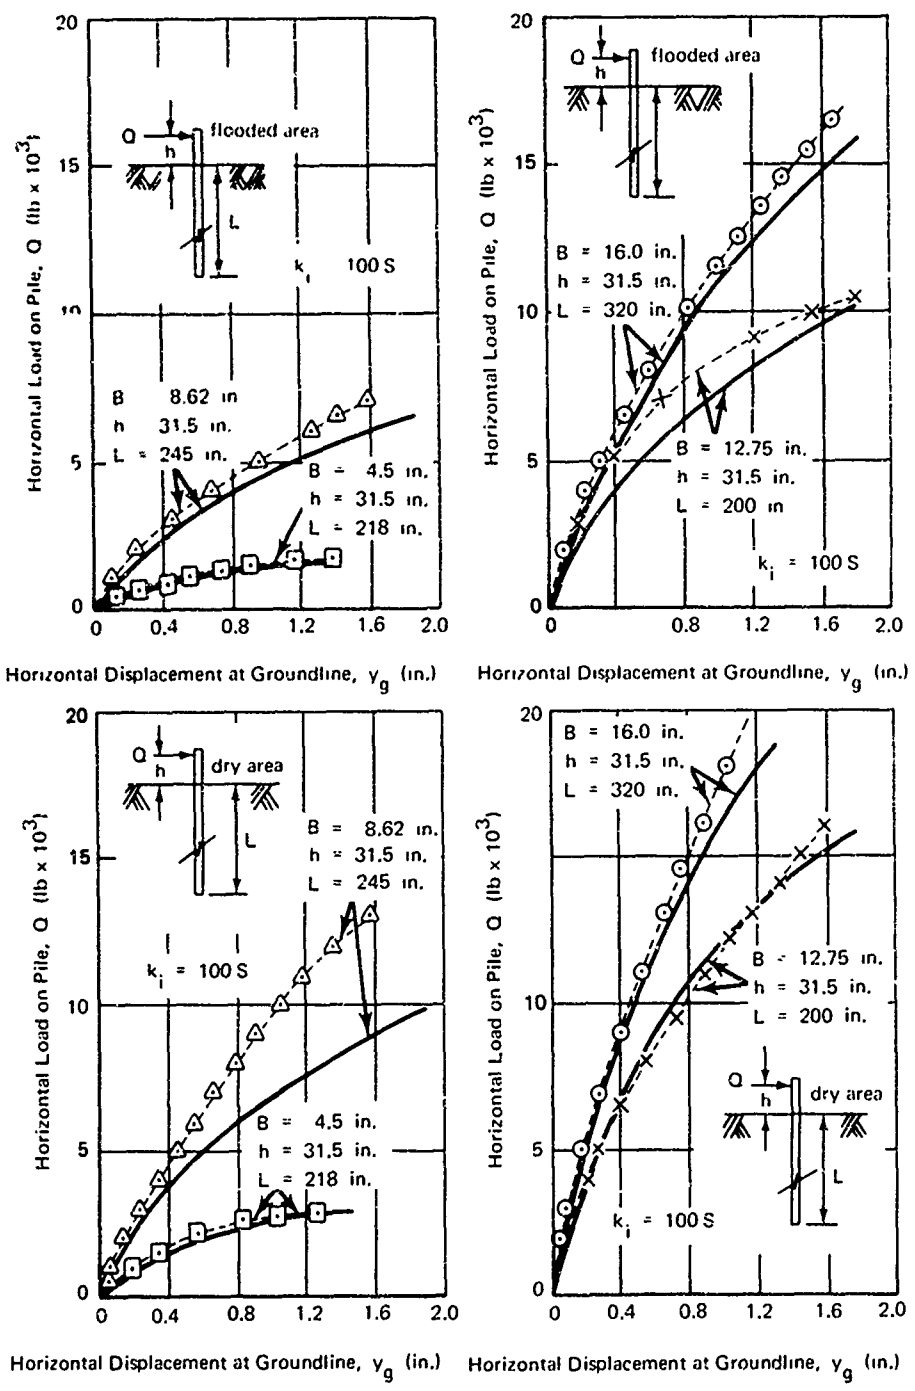 20
15
10
5
0
Horizontal Load on Pile, Q (lb x 10³)
Q
h
flooded area
L
k_i 100 S
B 8.62 in
h 31.5 in.
L = 245 in.
B = 4.5 in.
h = 31.5 in.
L = 218 in.
0 0.4 0.8 1.2 1.6 2.0
Horizontal Displacement at Groundline, y_g (in.)
20
15
10
5
0
Horizontal Load on Pile, Q (lb x 10³)
Q
h
flooded area
B = 16.0 in.
h = 31.5 in.
L = 320 in.
B = 12.75 in.
h = 31.5 in.
L = 200 in
k_i = 100 S
0 0.4 0.8 1.2 1.6 2.0
Horizontal Displacement at Groundline, y_g (in.)
20
15
10
5
0
Horizontal Load on Pile, Q (lb x 10³)
Q
h
dry area
L
B = 8.62 in.
h = 31.5 in.
L = 245 in.
k_i = 100 S
B = 4.5 in.
h = 31.5 in.
L = 218 in.
0 0.4 0.8 1.2 1.6 2.0
Horizontal Displacement at Groundline, y_g (in.)
20
15
10
5
0
Horizontal Load on Pile, Q (lb x 10³)
B = 16.0 in.
h = 31.5 in.
L = 320 in.
B = 12.75 in.
h = 31.5 in.
L = 200 in.
Q
h
dry area
L
k_i = 100 S
0 0.4 0.8 1.2 1.6 2.0
Horizontal Displacement at Groundline, y_g (in.)